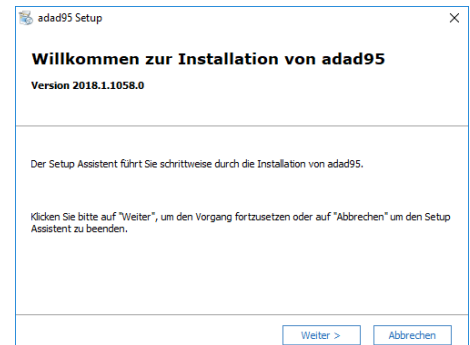 adad95 Setup
Willkommen zur Installation von adad95
Version 2018.1.1058.0
Der Setup Assistent führt Sie schrittweise durch die Installation von adad95.
Klicken Sie bitte auf "Weiter", um den Vorgang fortzusetzen oder auf "Abbrechen" um den Setup
Assistent zu beenden.
Weiter >
Abbrechen